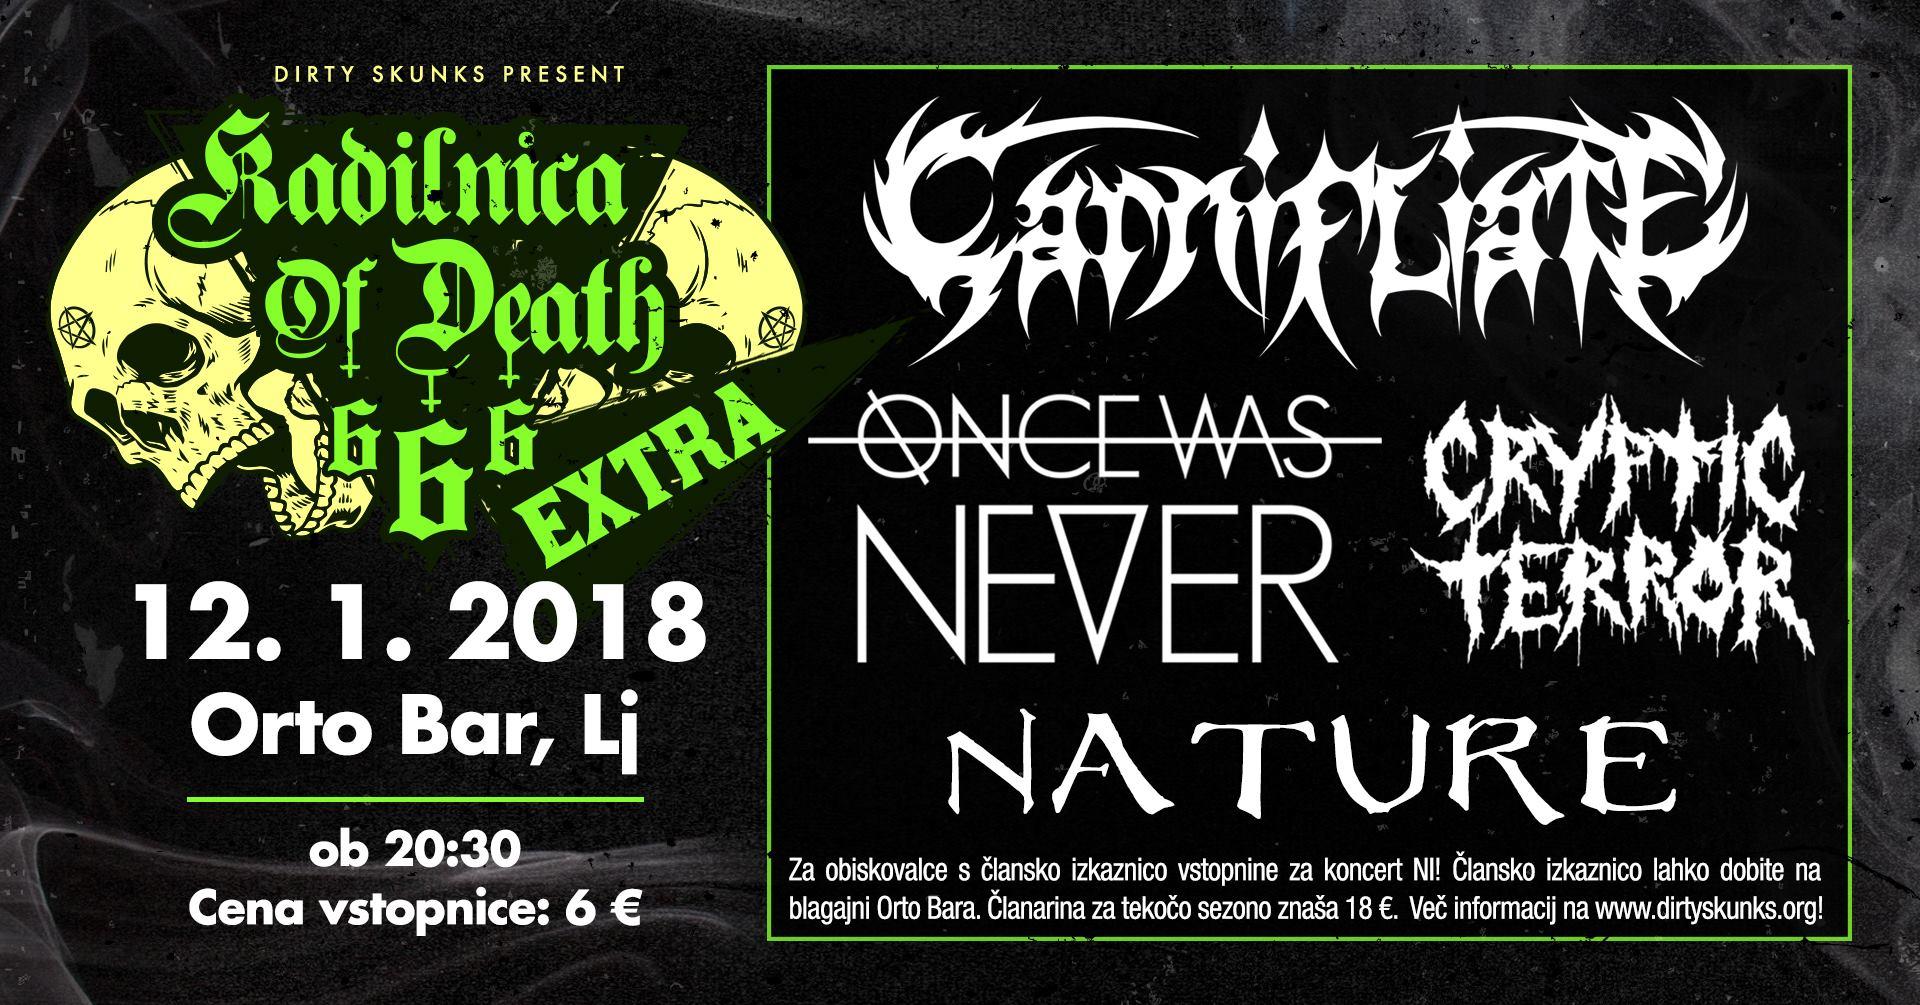 DIRTY SKUNKS PRESENT
Kadilnica
Of Death
666
EXTRA
12. 1. 2018
Orto Bar, Lj
ob 20:30
Cena vstopnice: 6 €
Carnifliate
ONCE WAS
NEVER
CRYPTIC
TERROR
NATURE
Za obiskovalce s člansko izkaznico vstopnine za koncert NI! Člansko izkaznico lahko dobite na
blagajni Orto Bara. Članarina za tekočo sezono znaša 18 €. Več informacij na www.dirtyskunks.org!